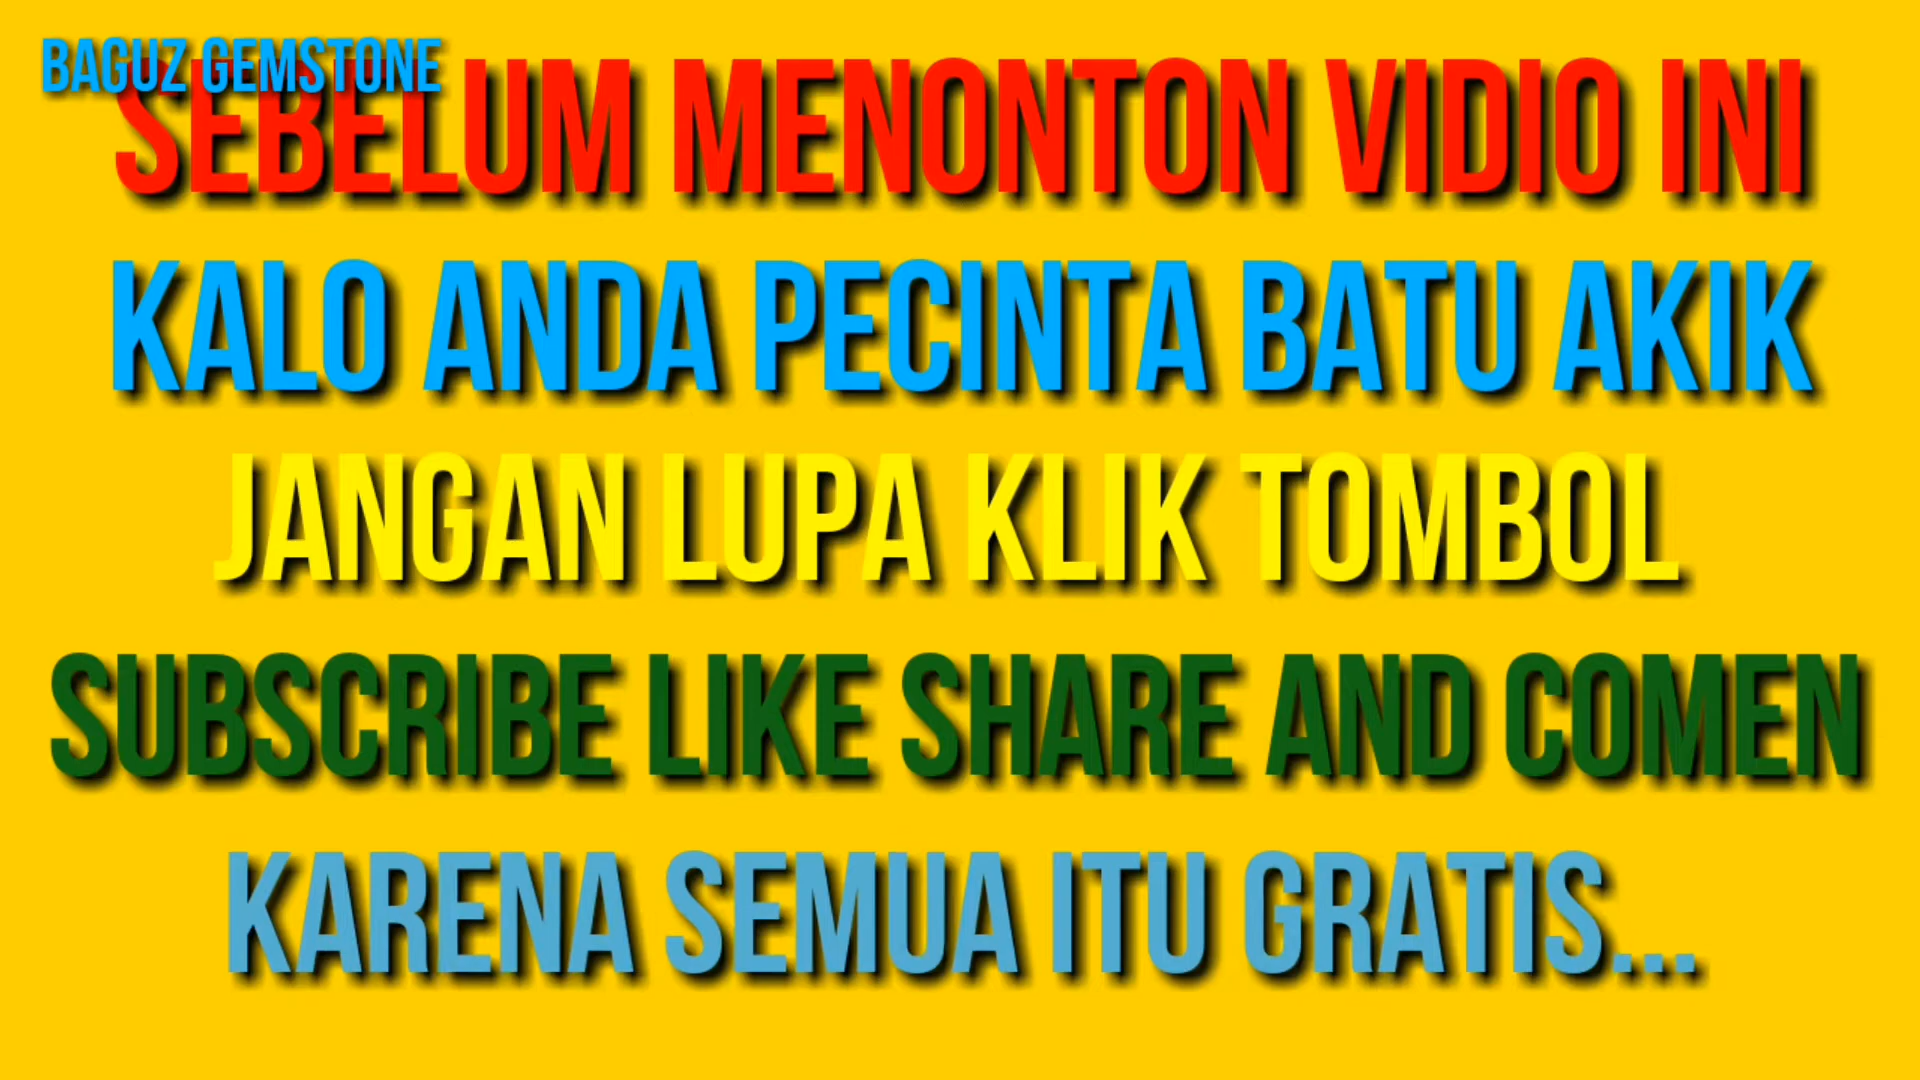 BAGUZ GEMSTONE
SEBELUM MENONTON VIDIO INI
KALO ANDA PECINTA BATU AKIK
JANGAN LUPA KLIK TOMBOL
SUBSCRIBE LIKE SHARE AND COMEN
KARENA SEMUA ITU GRATIS...